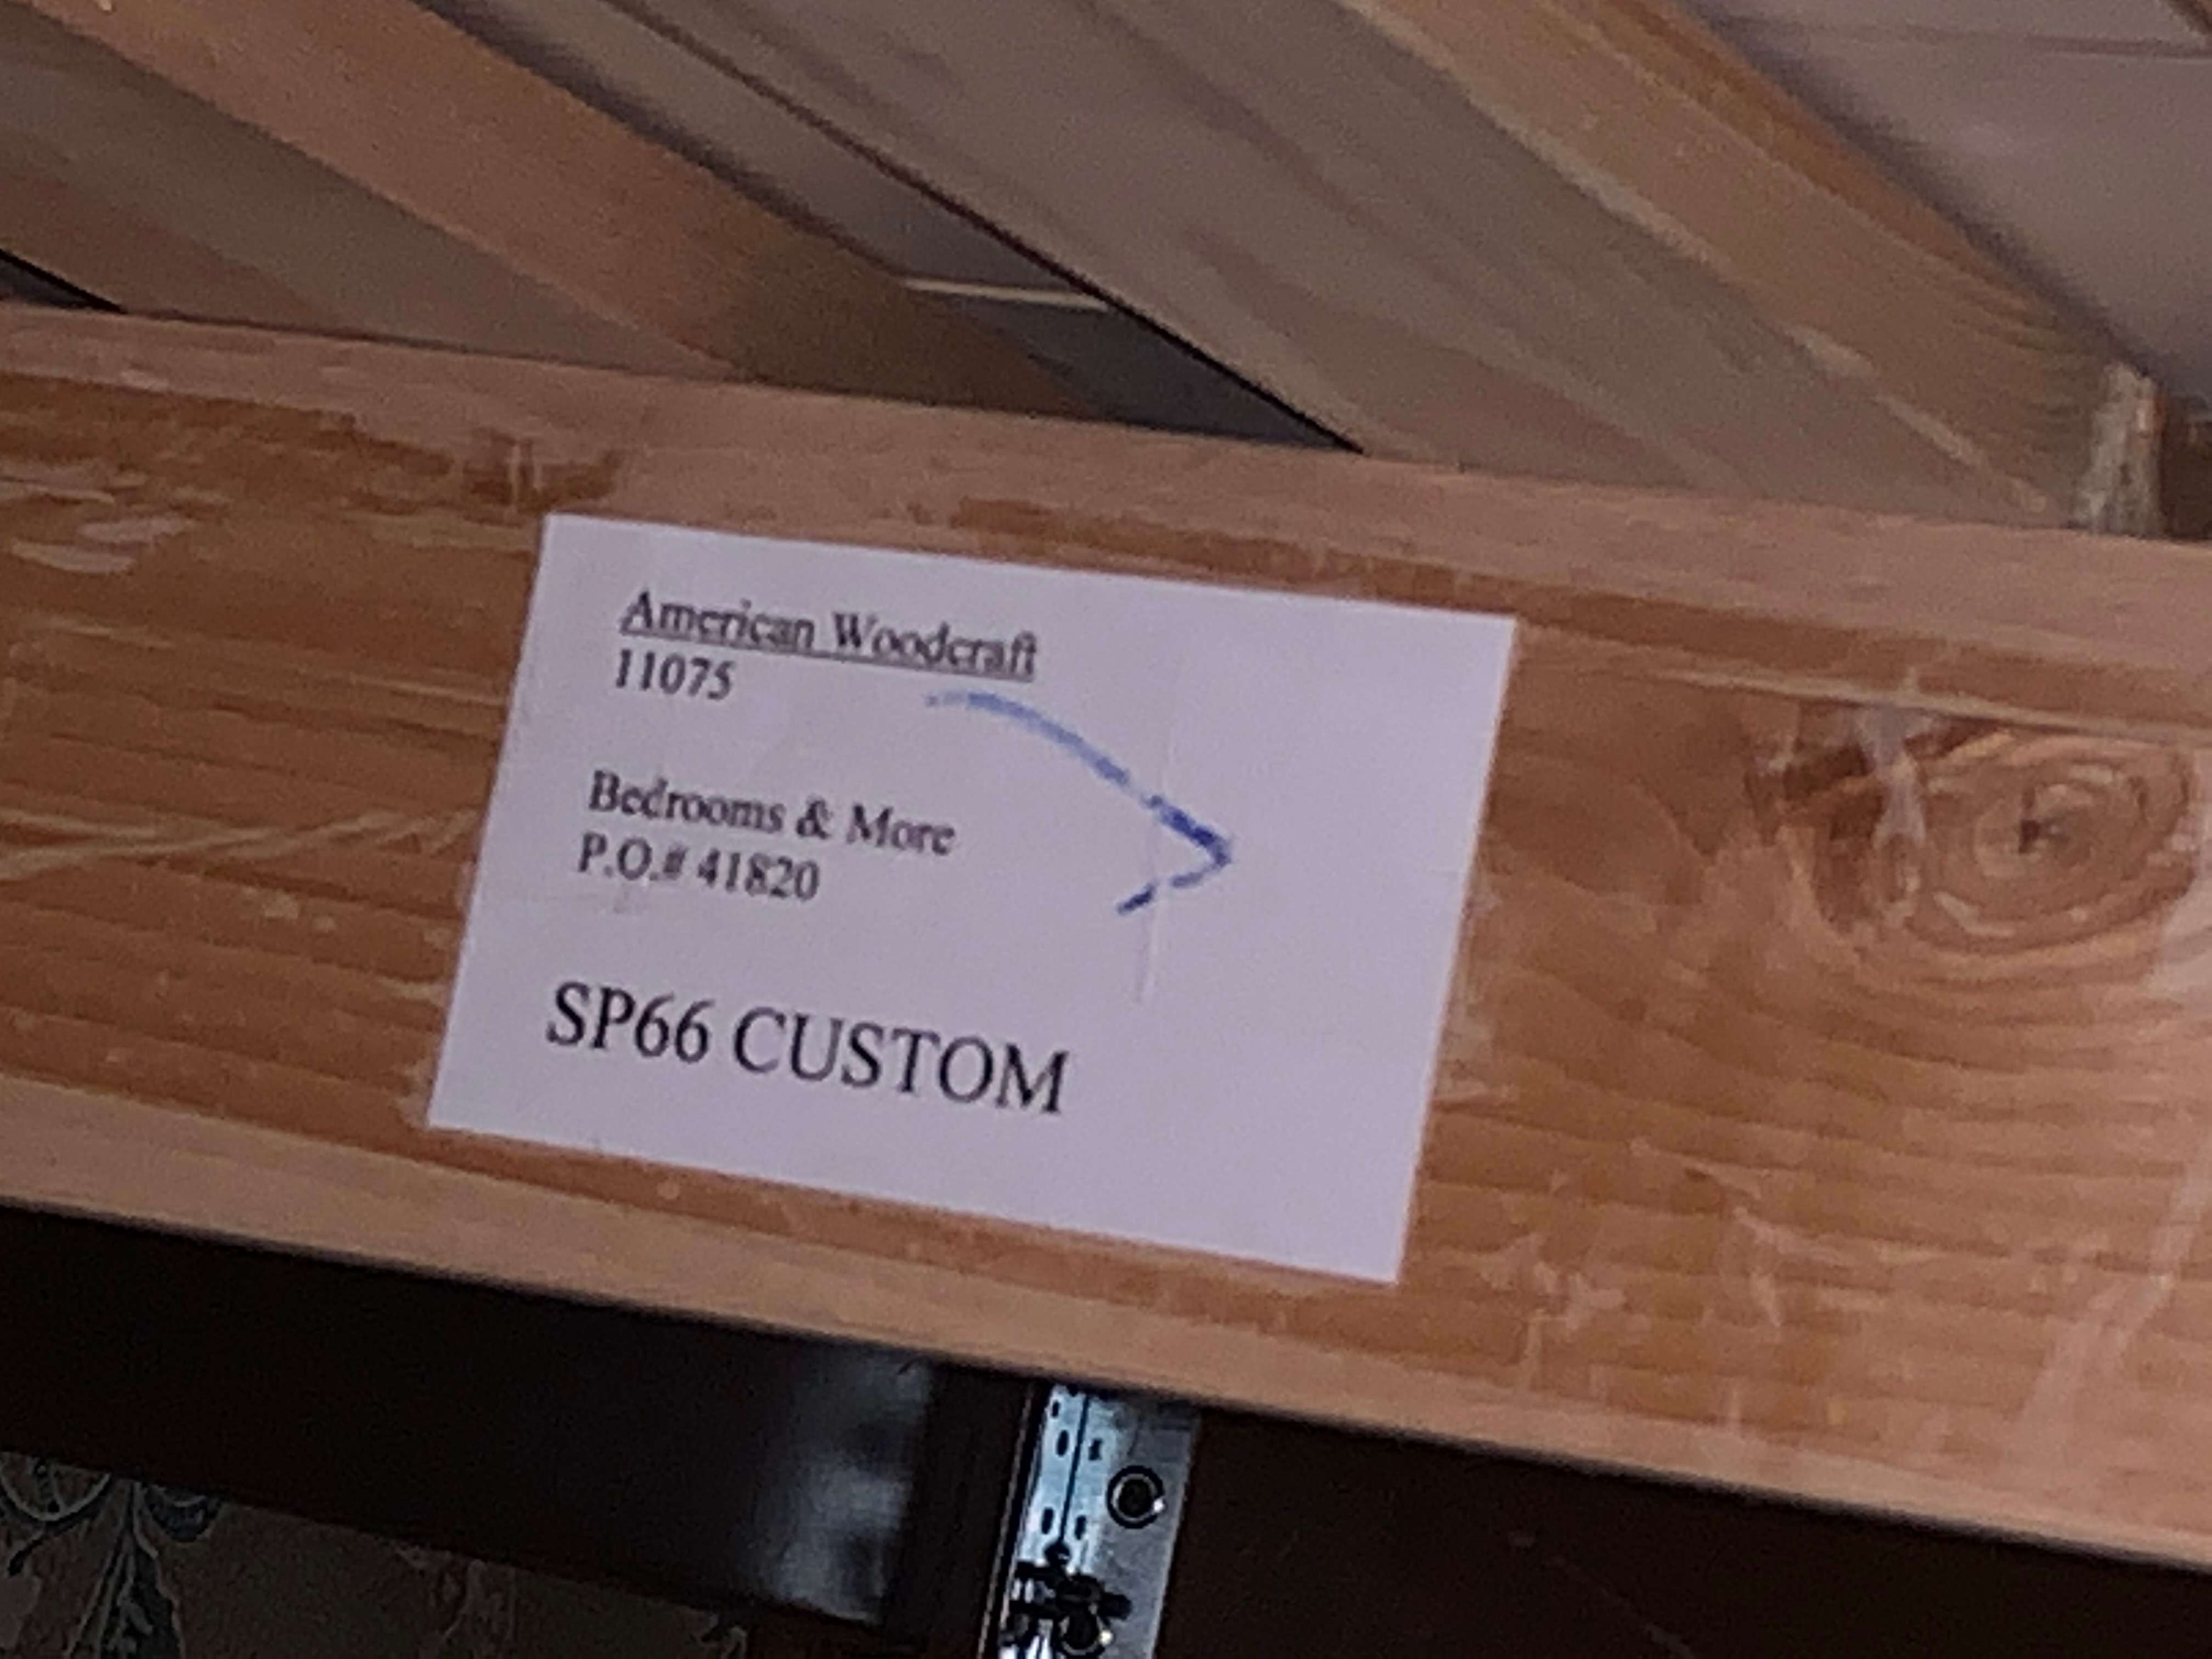 American Woodcraft
11075
Bedrooms & More
P.O.# 41820
SP66 CUSTOM